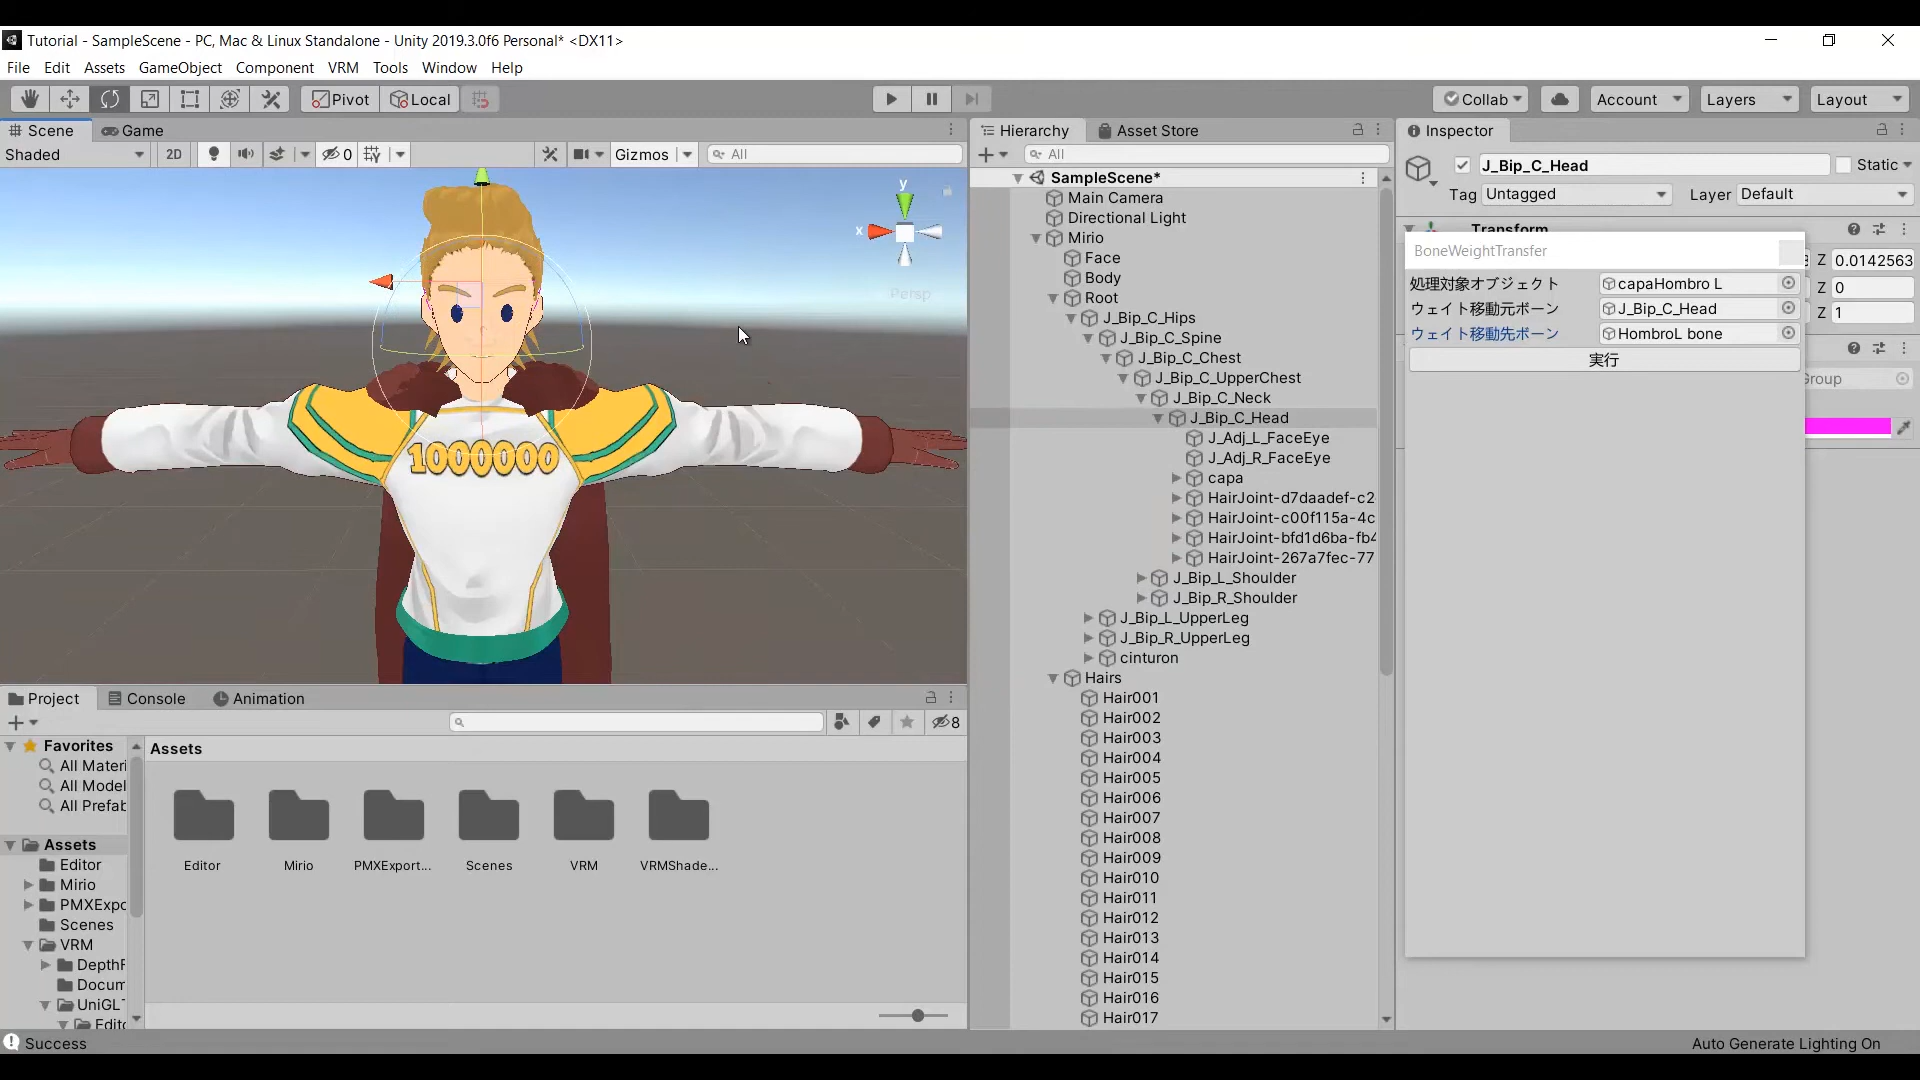 Tutorial - SampleScene - PC, Mac & Linux Standalone - Unity 2019.3.0f6 Personal* <DX11>
File Edit Assets GameObject Component VRM Tools Window Help
Pivot Local Collab Account Layers Layout
Scene Game
Shaded 2D 0 Gizmos All
y
x
Persp
1000000
Hierarchy Asset Store
All
SampleScene*
Main Camera
Directional Light
Mirio
Face
Body
Root
J_Bip_C_Hips
J_Bip_C_Spine
J_Bip_C_Chest
J_Bip_C_UpperChest
J_Bip_C_Neck
J_Bip_C_Head
J_Adj_L_FaceEye
J_Adj_R_FaceEye
capa
HairJoint-d7daadef-c2
HairJoint-c00f115a-4c
HairJoint-bfd1d6ba-fb4
HairJoint-267a7fec-77
J_Bip_L_Shoulder
J_Bip_R_Shoulder
J_Bip_L_UpperLeg
J_Bip_R_UpperLeg
cinturon
Hairs
Hair001
Hair002
Hair003
Hair004
Hair005
Hair006
Hair007
Hair008
Hair009
Hair010
Hair011
Hair012
Hair013
Hair014
Hair015
Hair016
Hair017
Inspector
J_Bip_C_Head Static
Tag Untagged Layer Default
Transform
Z 0.0142563
Z 0
Z 1
BoneWeightTransfer
処理対象オブジェクト capaHombro L
ウェイト移動元ボーン J_Bip_C_Head
ウェイト移動先ボーン HombroL bone
実行
Group
Project Console Animation
8
Favorites
All Materi
All Model
All Prefab
Assets
Editor
Mirio
PMXExpo
Scenes
VRM
DepthF
Docum
UniGLT
Edito
Assets
Editor Mirio PMXExport... Scenes VRM VRMShade...
Success
Auto Generate Lighting On